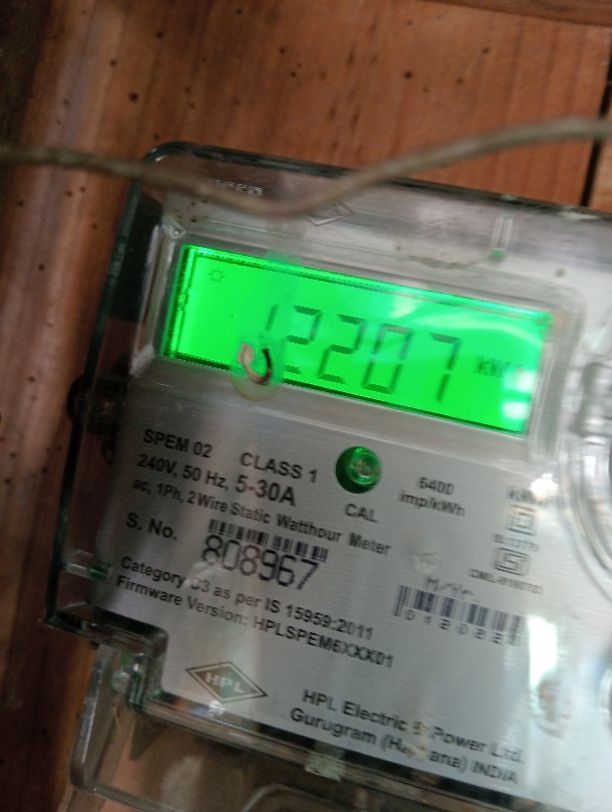 12207
SPEM 02 CLASS 1
240V, 50 Hz, 5-30A
6400
imp/kWh
CAL
ac, 1Ph, 2 Wire Static Watthour Meter
S. No.
808967
Category C3 as per IS 15959:2011
Firmware Version: HPLSPEM6XXX01
HPL
HPL Electric & Power Ltd.
Gurugram (Haryana) INDIA